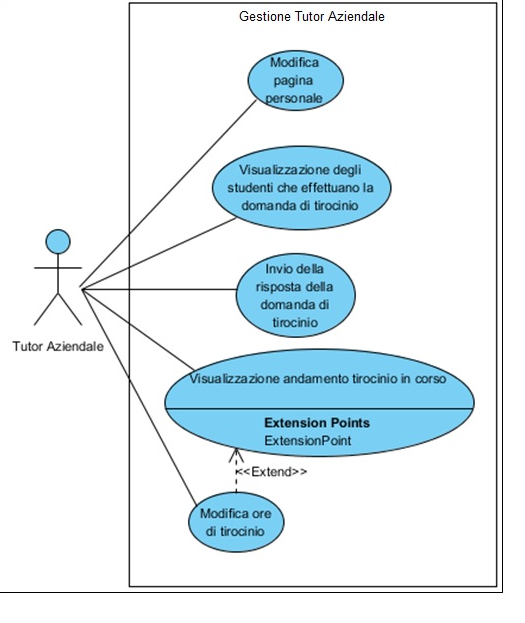 Gestione Tutor Aziendale
Modifica
pagina
personale
Visualizzazione degli
studenti che effettuano la
domanda di tirocinio
Invio della
risposta della
domanda di
tirocinio
Tutor Aziendale
Visualizzazione andamento tirocinio in corso
Extension Points
ExtensionPoint
<<Extend>>
Modifica ore
di tirocinio